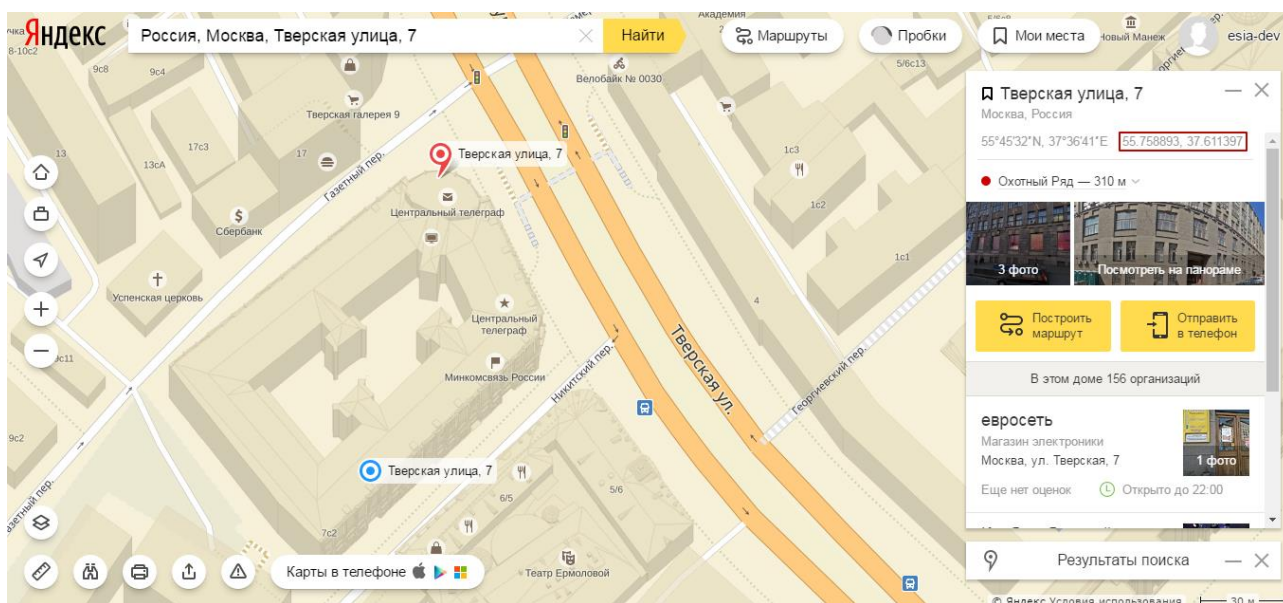 Яндекс
Россия, Москва, Тверская улица, 7
Найти
Маршруты
Пробки
Мои места
Новый Манеж
esia-dev
Академия
8-10с2
9с8
9с4
Велобайк № 0030
5/6с13
Тверская галерея 9
13
13сА
17с3
17
Газетный пер.
Тверская улица, 7
1с3
1с2
1с1
Центральный телеграф
Сбербанк
Успенская церковь
Центральный
телеграф
4
Минкомсвязь России
Никитский пер.
Тверская ул.
Георгиевский пер.
9с2
Тверская улица, 7
6/5
5/6
7с2
Театр Ермоловой
Карты в телефоне
Тверская улица, 7
Москва, Россия
55°45'32"N, 37°36'41"E 55.758893, 37.611397
Охотный Ряд — 310 м
3 фото
Посмотреть на панораме
Построить
маршрут
Отправить
в телефон
В этом доме 156 организаций
евросеть
Магазин электроники
Москва, ул. Тверская, 7
1 фото
Еще нет оценок
Открыто до 22:00
Результаты поиска
© Яндекс Условия использования
30 м